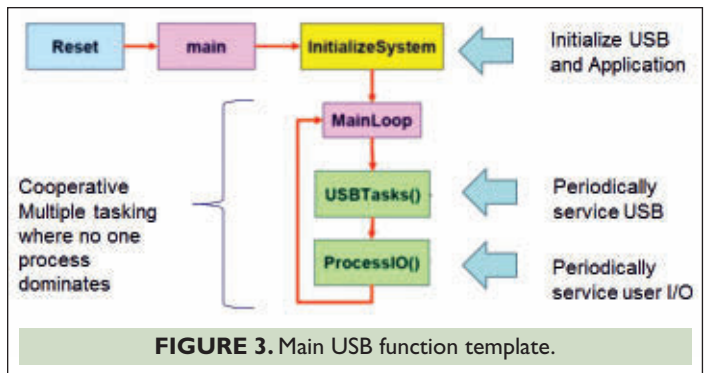 Reset
main
InitializeSystem
Initialize USB
and Application
MainLoop
Cooperative
Multiple tasking
where no one
process
dominates
USBTasks()
Periodically
service USB
ProcessIO()
Periodically
service user I/O
FIGURE 3. Main USB function template.